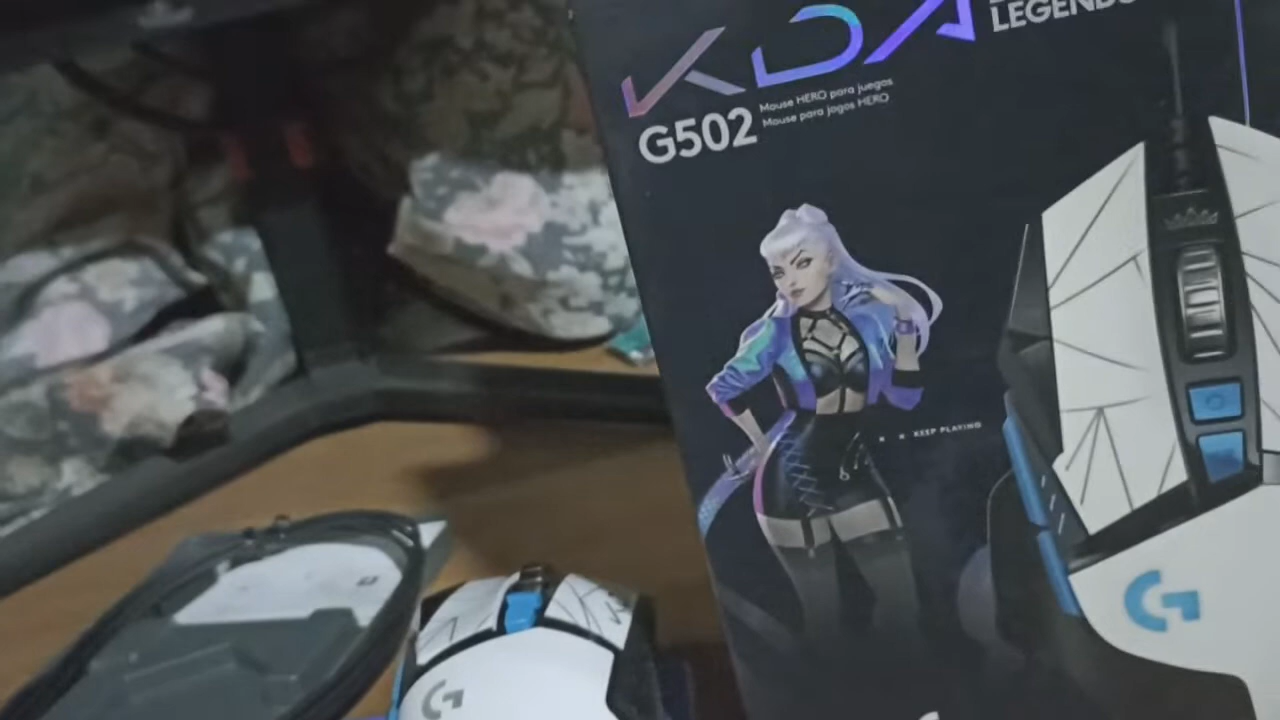 KDA
LEGENDS
G502
Mouse HERO para juegos
Mouse para jogos HERO
KEEP PLAYING
G
G